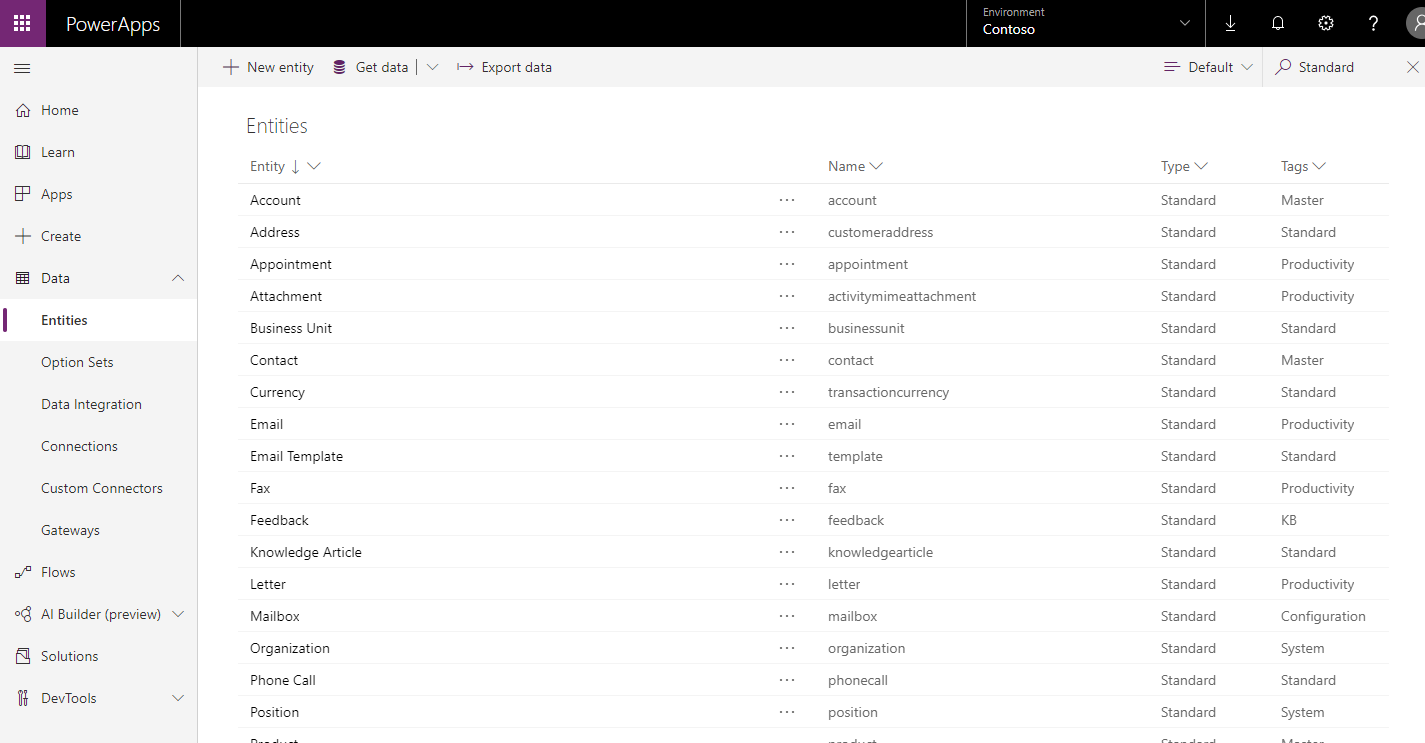 PowerApps
Environment
Contoso
?
New entity Get data Export data Default Standard
Home
Learn
Apps
Create
Data
Entities
Option Sets
Data Integration
Connections
Custom Connectors
Gateways
Flows
AI Builder (preview)
Solutions
DevTools
Entities
Entity Name Type Tags
Account ··· account Standard Master
Address ··· customeraddress Standard Standard
Appointment ··· appointment Standard Productivity
Attachment ··· activitymimeattachment Standard Productivity
Business Unit ··· businessunit Standard Standard
Contact ··· contact Standard Master
Currency ··· transactioncurrency Standard Standard
Email ··· email Standard Productivity
Email Template ··· template Standard Standard
Fax ··· fax Standard Productivity
Feedback ··· feedback Standard KB
Knowledge Article ··· knowledgearticle Standard Standard
Letter ··· letter Standard Productivity
Mailbox ··· mailbox Standard Configuration
Organization ··· organization Standard System
Phone Call ··· phonecall Standard Standard
Position ··· position Standard System
Product product Standard Master